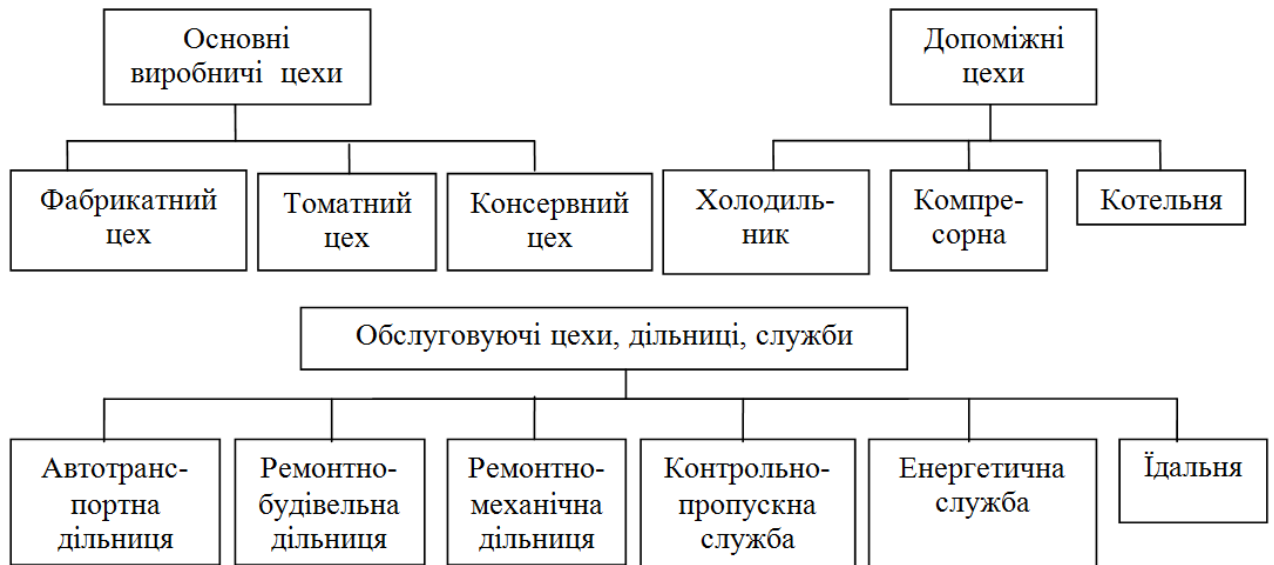 Основні
виробничі цехи
Допоміжні
цехи
Фабрикатний
цех
Томатний
цех
Консервний
цех
Холодиль-
ник
Компре-
сорна
Котельня
Обслуговуючі цехи, дільниці, служби
Автотранс-
портна
дільниця
Ремонтно-
будівельна
дільниця
Ремонтно-
механічна
дільниця
Контрольно-
пропускна
служба
Енергетична
служба
Їдальня